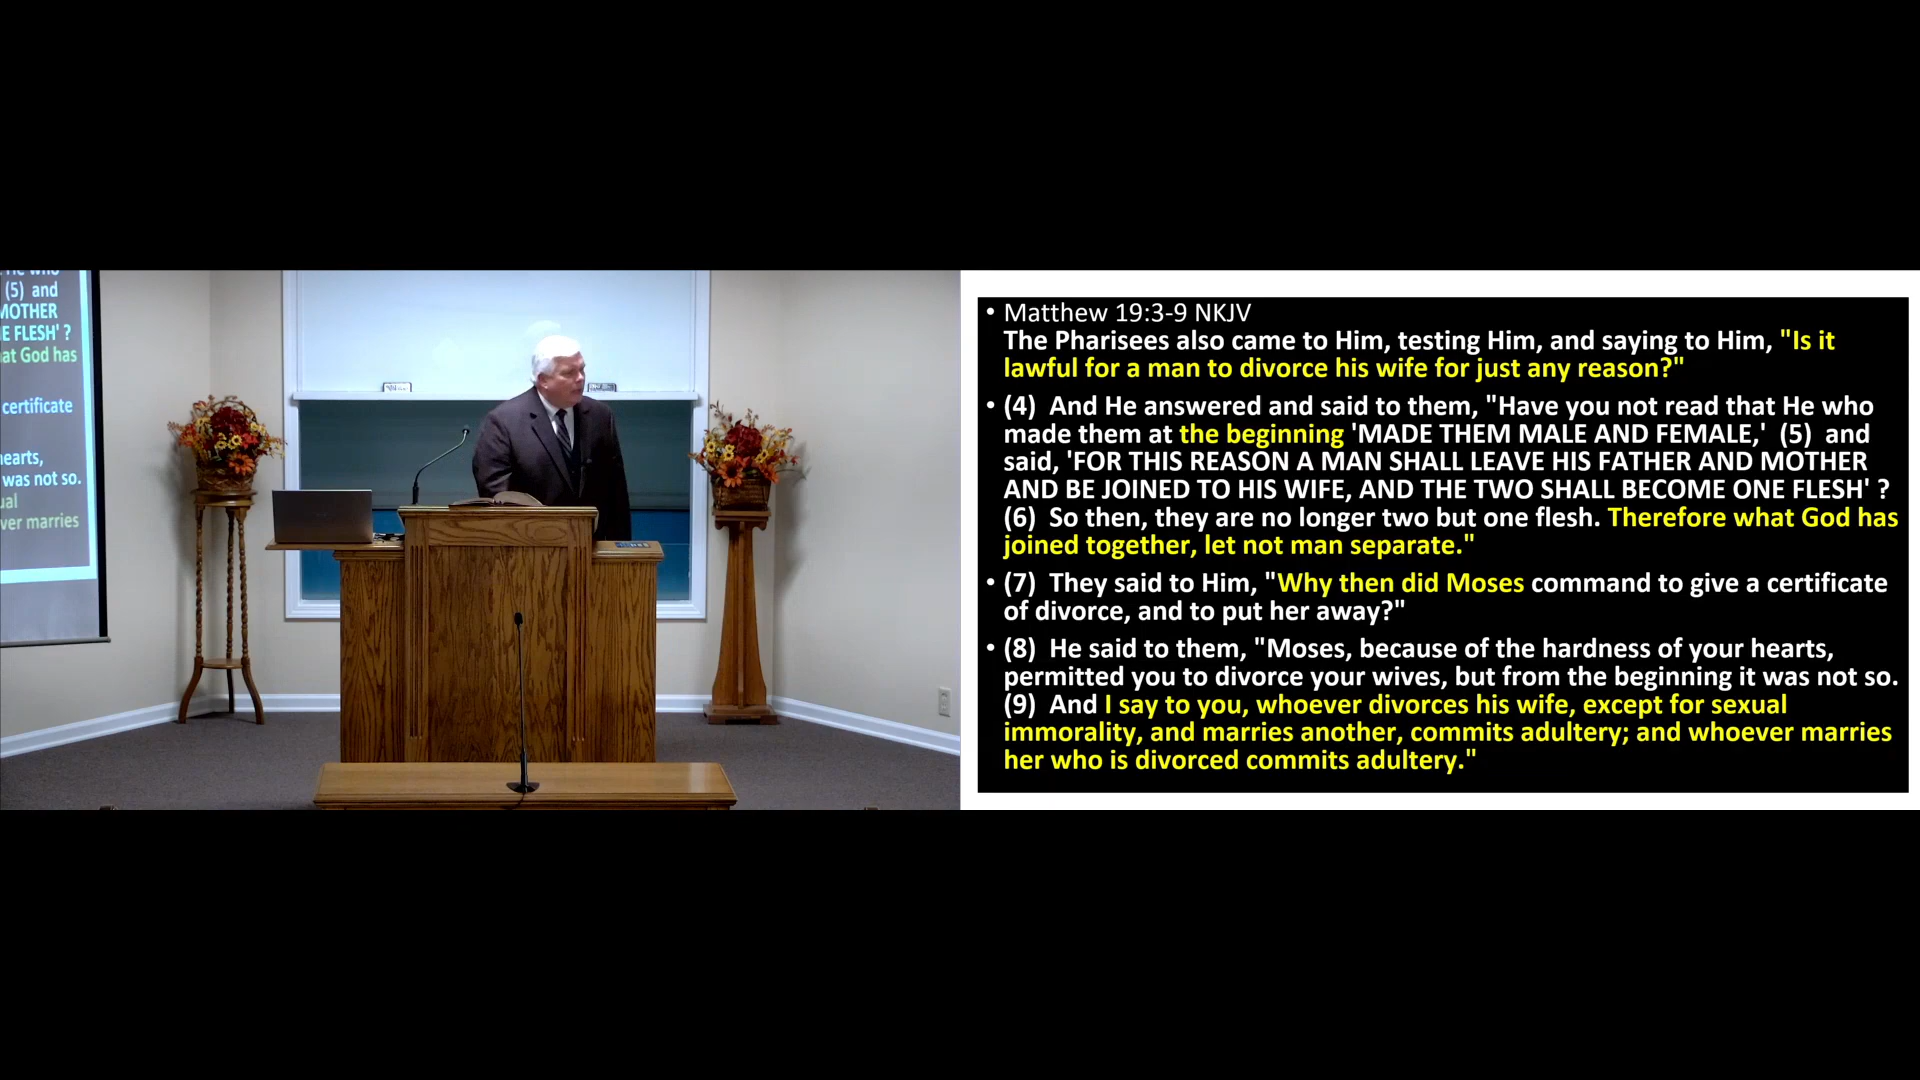 (5) and
MOTHER
E FLESH' ?
at God has
certificate
hearts,
was not so.
ual
ver marries
• Matthew 19:3-9 NKJV
The Pharisees also came to Him, testing Him, and saying to Him, "Is it
lawful for a man to divorce his wife for just any reason?"
• (4) And He answered and said to them, "Have you not read that He who
made them at the beginning 'MADE THEM MALE AND FEMALE,' (5) and
said, 'FOR THIS REASON A MAN SHALL LEAVE HIS FATHER AND MOTHER
AND BE JOINED TO HIS WIFE, AND THE TWO SHALL BECOME ONE FLESH' ?
(6) So then, they are no longer two but one flesh. Therefore what God has
joined together, let not man separate."
• (7) They said to Him, "Why then did Moses command to give a certificate
of divorce, and to put her away?"
• (8) He said to them, "Moses, because of the hardness of your hearts,
permitted you to divorce your wives, but from the beginning it was not so.
(9) And I say to you, whoever divorces his wife, except for sexual
immorality, and marries another, commits adultery; and whoever marries
her who is divorced commits adultery."